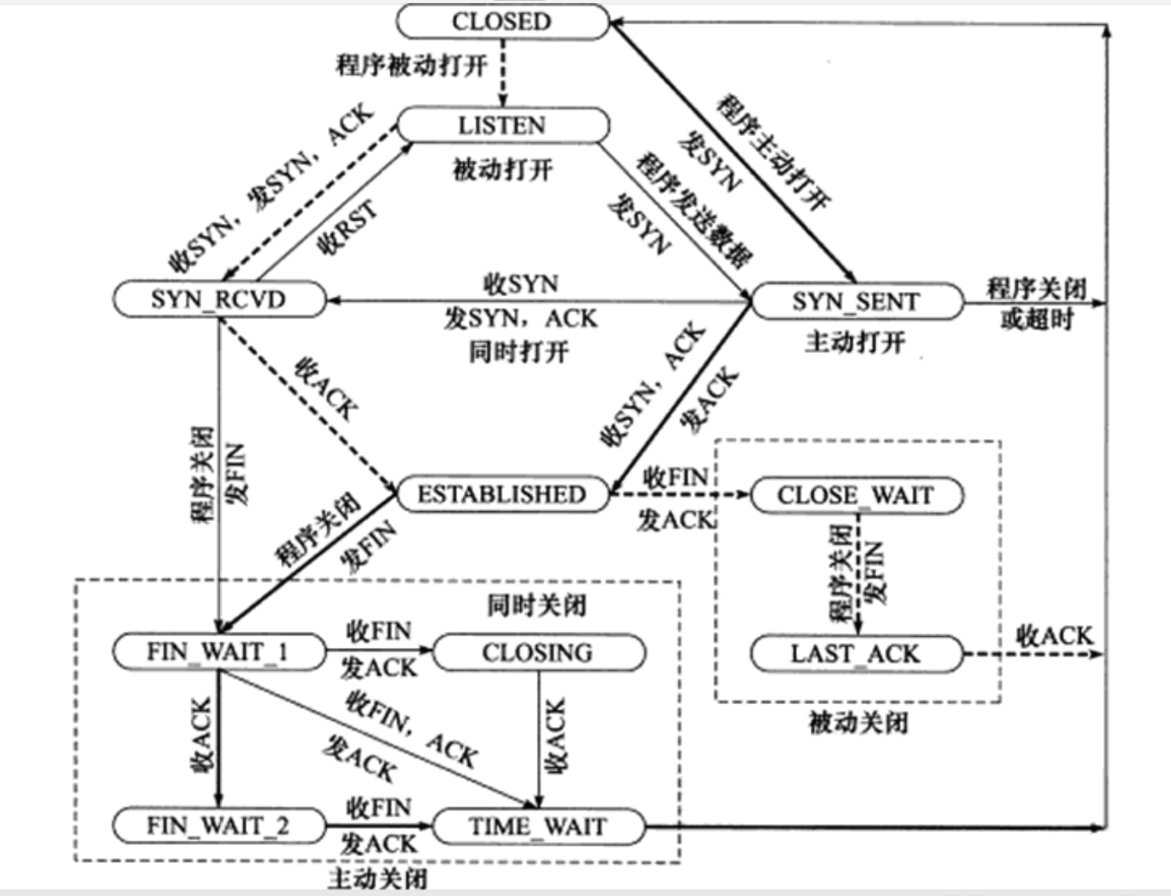 CLOSED
程序被动打开
LISTEN
被动打开
收SYN，发SYN，ACK
收RST
程序主动打开
发SYN
程序发送数据
发SYN
SYN_RCVD
收SYN
发SYN，ACK
同时打开
SYN_SENT
主动打开
程序关闭
或超时
收ACK
收SYN，ACK
发ACK
程序关闭
发FIN
ESTABLISHED
收FIN
发ACK
CLOSE_WAIT
程序关闭
发FIN
程序关闭
发FIN
同时关闭
FIN_WAIT_1
收FIN
发ACK
CLOSING
LAST_ACK
收ACK
被动关闭
收ACK
收FIN，ACK
发ACK
收ACK
FIN_WAIT_2
收FIN
发ACK
TIME_WAIT
主动关闭